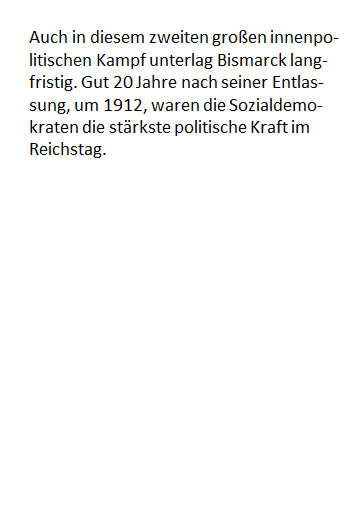 Auch in diesem zweiten großen innenpo-
litischen Kampf unterlag Bismarck lang-
fristig. Gut 20 Jahre nach seiner Entlas-
sung, um 1912, waren die Sozialdemo-
kraten die stärkste politische Kraft im
Reichstag.